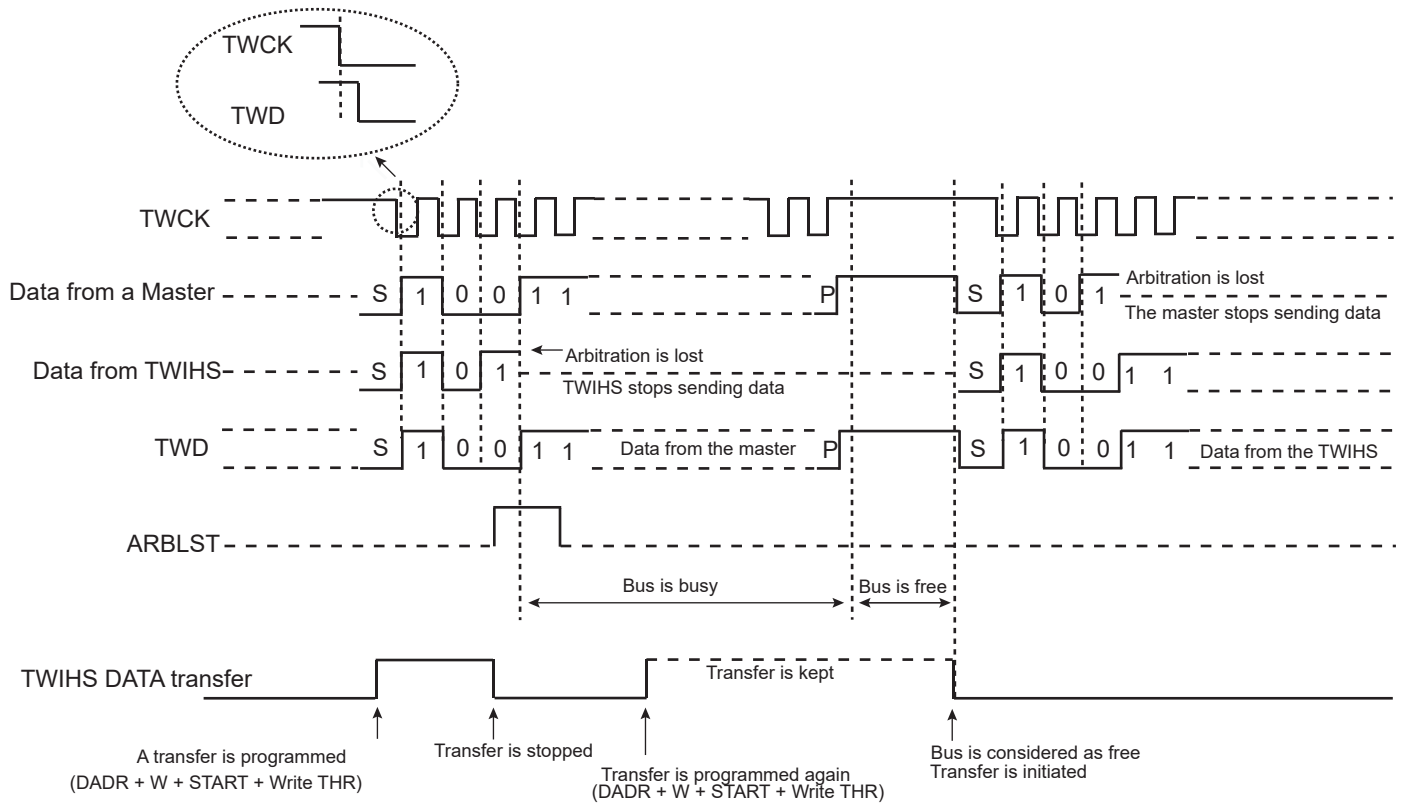 TWCK
TWD
TWCK
Data from a Master S 1 0 0 1 1 P S 1 0 1 Arbitration is lost
The master stops sending data
Data from TWIHS S 1 0 1 Arbitration is lost S 1 0 0 1 1
TWIHS stops sending data
TWD S 1 0 0 1 1 Data from the master P S 1 0 0 1 1 Data from the TWIHS
ARBLST
Bus is busy Bus is free
TWIHS DATA transfer Transfer is kept
A transfer is programmed
(DADR + W + START + Write THR)
Transfer is stopped
Transfer is programmed again
(DADR + W + START + Write THR)
Bus is considered as free
Transfer is initiated